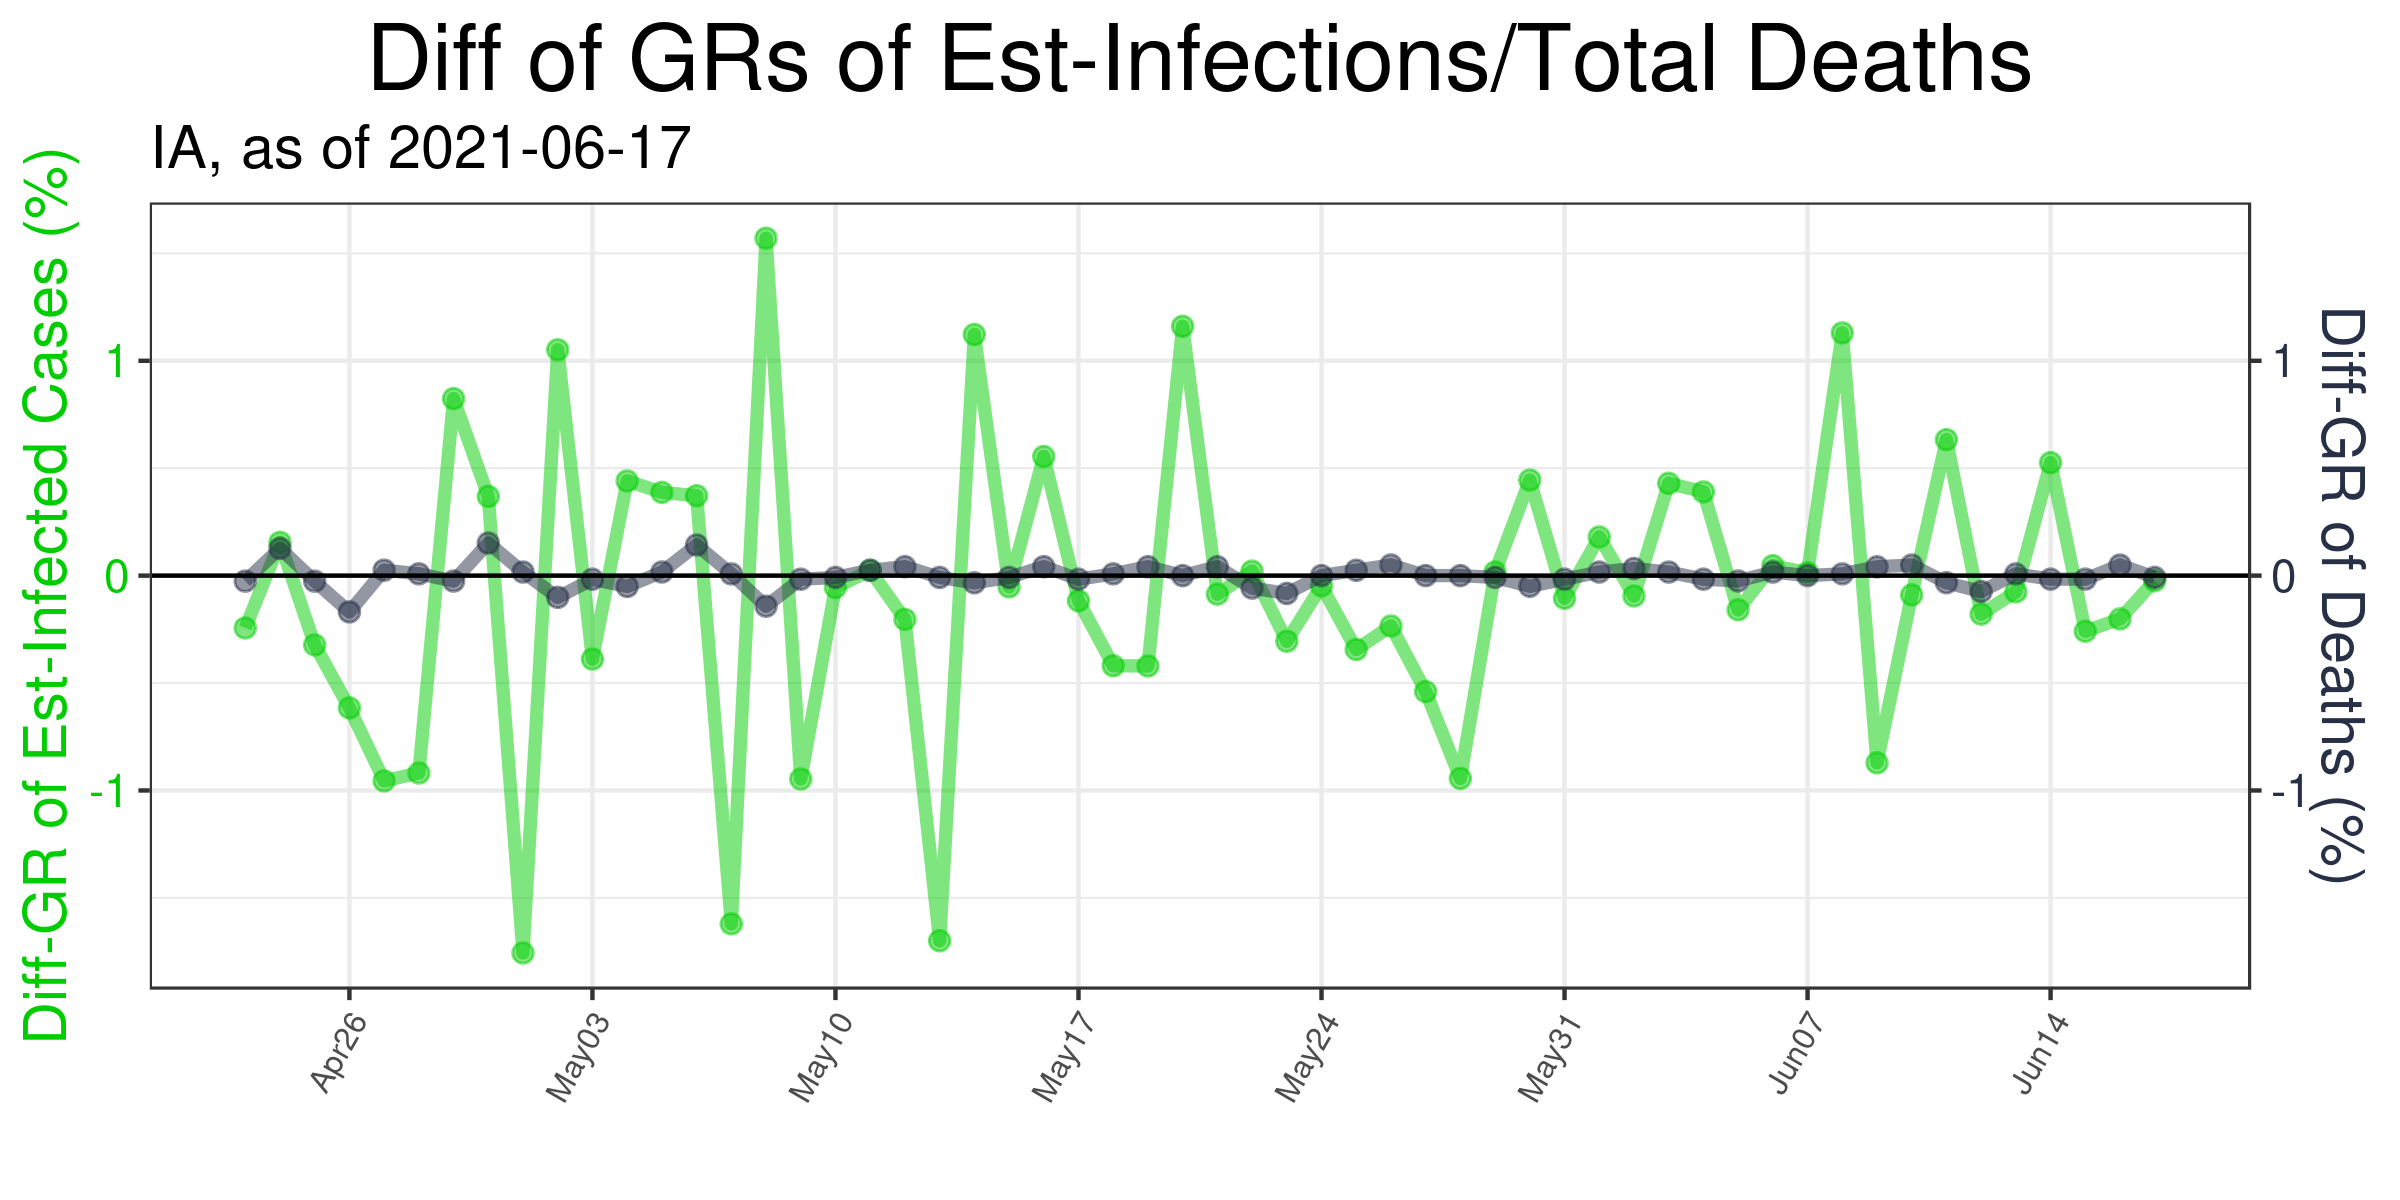 Diff of GRs of Est-Infections/Total Deaths
IA, as of 2021-06-17
Diff-GR of Est-Infected Cases (%)
1
0
-1
1
0
-1
Diff-GR of Deaths (%)
Apr26
May03
May10
May17
May24
May31
Jun07
Jun14